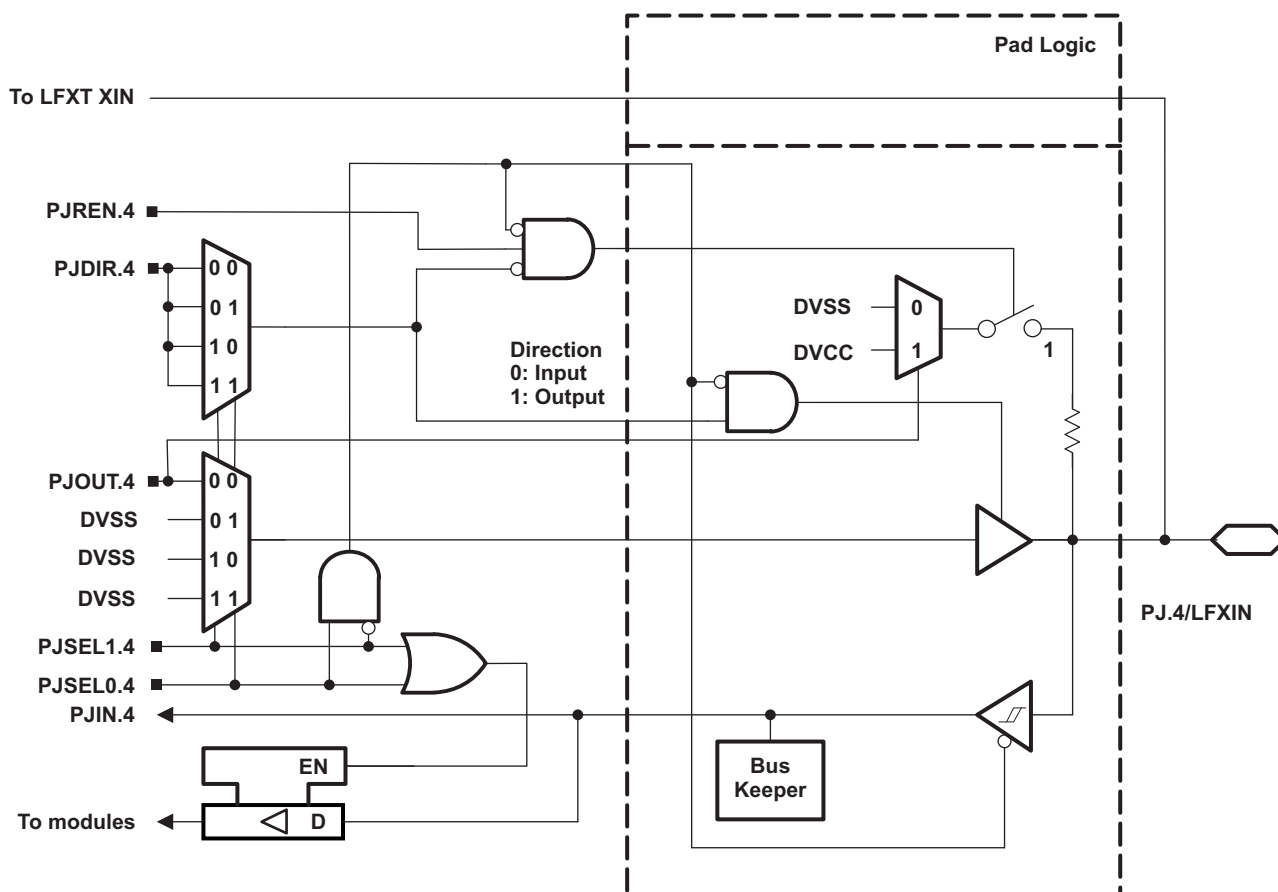 Pad Logic
To LFXT XIN
PJREN.4
PJDIR.4
0 0
0 1
1 0
1 1
Direction
0: Input
1: Output
DVSS
DVCC
0
1
1
PJOUT.4
DVSS
DVSS
DVSS
0 0
0 1
1 0
1 1
PJ.4/LFXIN
PJSEL1.4
PJSEL0.4
PJIN.4
EN
D
To modules
Bus
Keeper